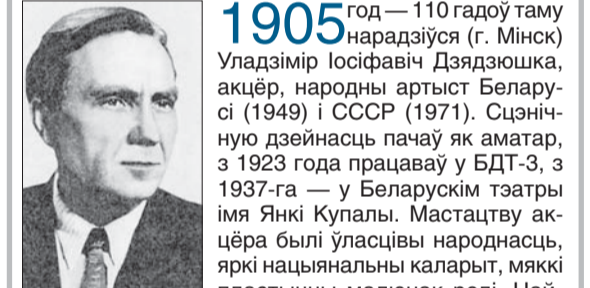 1905 год — 110 гадоў таму
нарадзіўся (г. Мінск)
Уладзімір Іосіфавіч Дзядзюшка,
акцёр, народны артыст Белару-
сі (1949) і СССР (1971). Сцэніч-
ную дзейнасць пачаў як аматар,
з 1923 года працаваў у БДТ-3, з
1937-га — у Беларускім тэатры
імя Янкі Купалы. Мастацтву ак-
цёра былі ўласцівы народнасць,
яркі нацыянальны каларыт, мяккі